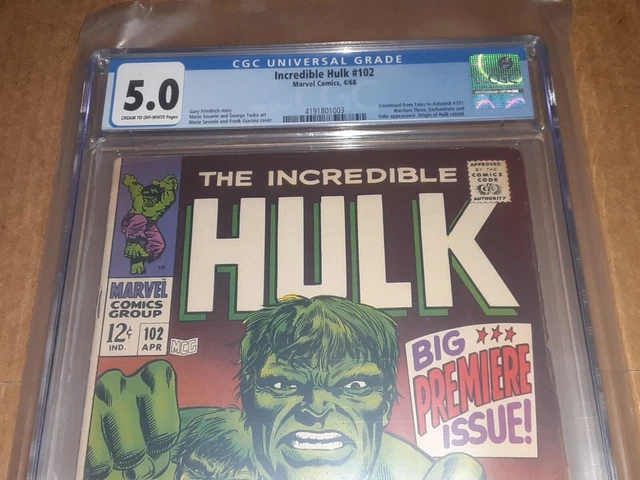 CGC UNIVERSAL GRADE
5.0
CREAM TO OFF-WHITE Pages
Incredible Hulk #102
Marvel Comics, 4/68
Gary Friedrich story
Marie Severin and George Tuska art
Marie Severin and Frank Giacoia cover
4191801003
Continued from Tales to Astonish #101.
Warriors Three, Enchantress and
Odin appearance. Origin of Hulk retold.
THE INCREDIBLE
HULK
APPROVED
BY THE
COMICS
CODE
AUTHORITY
MARVEL
COMICS
GROUP
12¢
IND.
102
APR
MCG
BIG
PREMIERE
ISSUE!